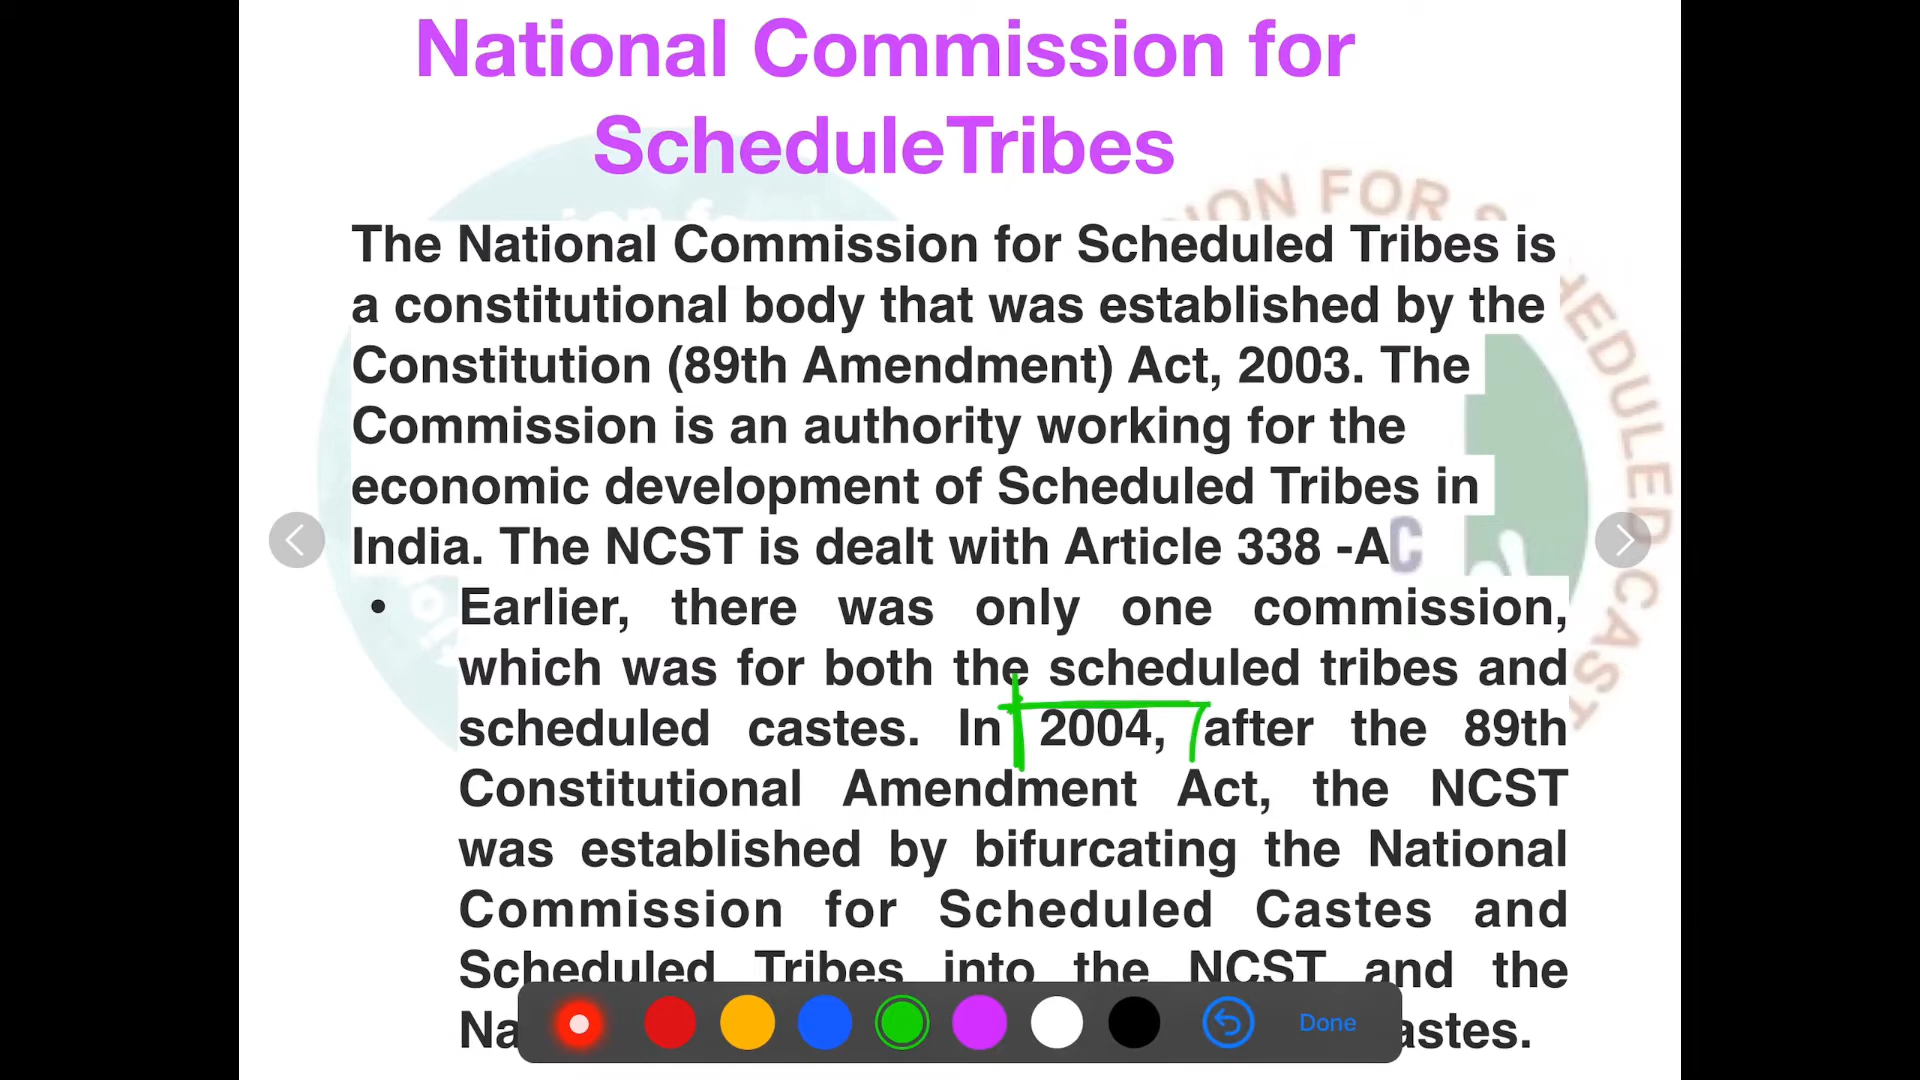 National Commission for
ScheduleTribes
ION FOR S
The National Commission for Scheduled Tribes is
a constitutional body that was established by the
Constitution (89th Amendment) Act, 2003. The
Commission is an authority working for the
economic development of Scheduled Tribes in
India. The NCST is dealt with Article 338 -A
EDULED CAST
• Earlier, there was only one commission,
which was for both the scheduled tribes and
scheduled castes. In 2004, after the 89th
Constitutional Amendment Act, the NCST
was established by bifurcating the National
Commission for Scheduled Castes and
Scheduled Tribes into the NCST and the
Na astes.
Done